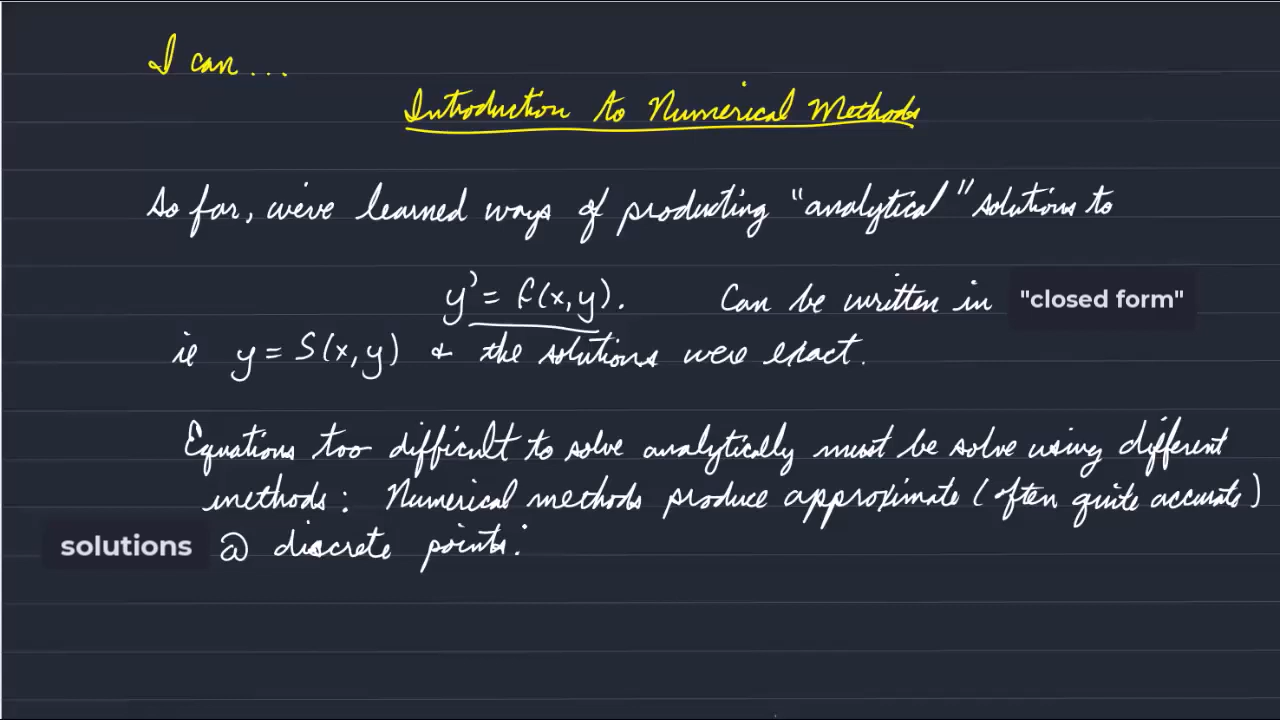 I can...
Introduction to Numerical Methods
So far, we've learned ways of producting "analytical" solutions to
y' = f(x,y). Can be written in "closed form"
ie y = S(x,y) & the solutions were exact.
Equations too difficult to solve analytically must be solve using different
methods: Numerical methods produce approximate (often quite accurate)
solutions @ discrete points: